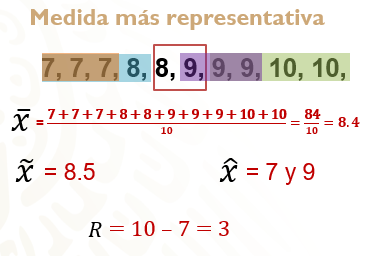 Medida más representativa
7, 7, 7, 8, 8, 9, 9, 9, 10, 10,
x̄ = 7 + 7 + 7 + 8 + 8 + 9 + 9 + 9 + 10 + 10 / 10 = 84 / 10 = 8.4
x̃ = 8.5 x̂ = 7 y 9
R = 10 – 7 = 3